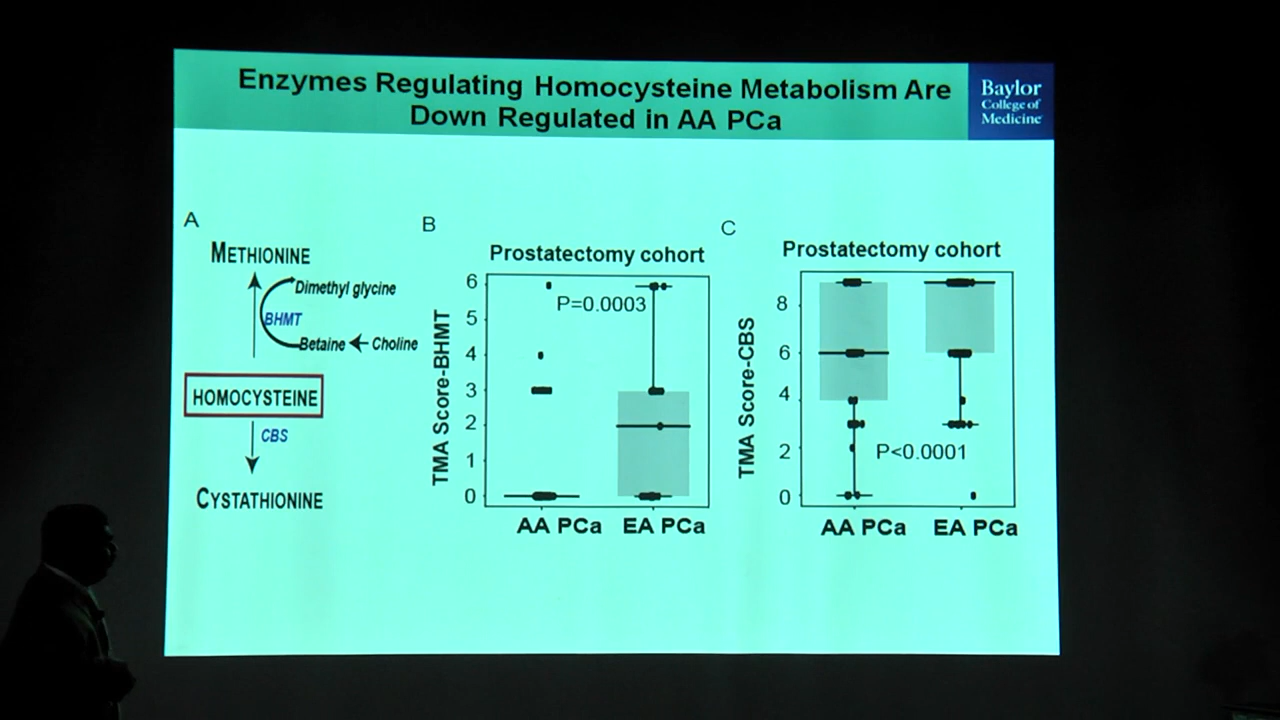 Enzymes Regulating Homocysteine Metabolism Are
Down Regulated in AA PCa
Baylor
College of
Medicine
A
METHIONINE
Dimethyl glycine
BHMT
Betaine
Choline
HOMOCYSTEINE
CBS
CYSTATHIONINE
B
Prostatectomy cohort
P=0.0003
TMA Score-BHMT
6
5
4
3
2
1
0
AA PCa
EA PCa
C
Prostatectomy cohort
TMA Score-CBS
8
6
4
2
0
P<0.0001
AA PCa
EA PCa